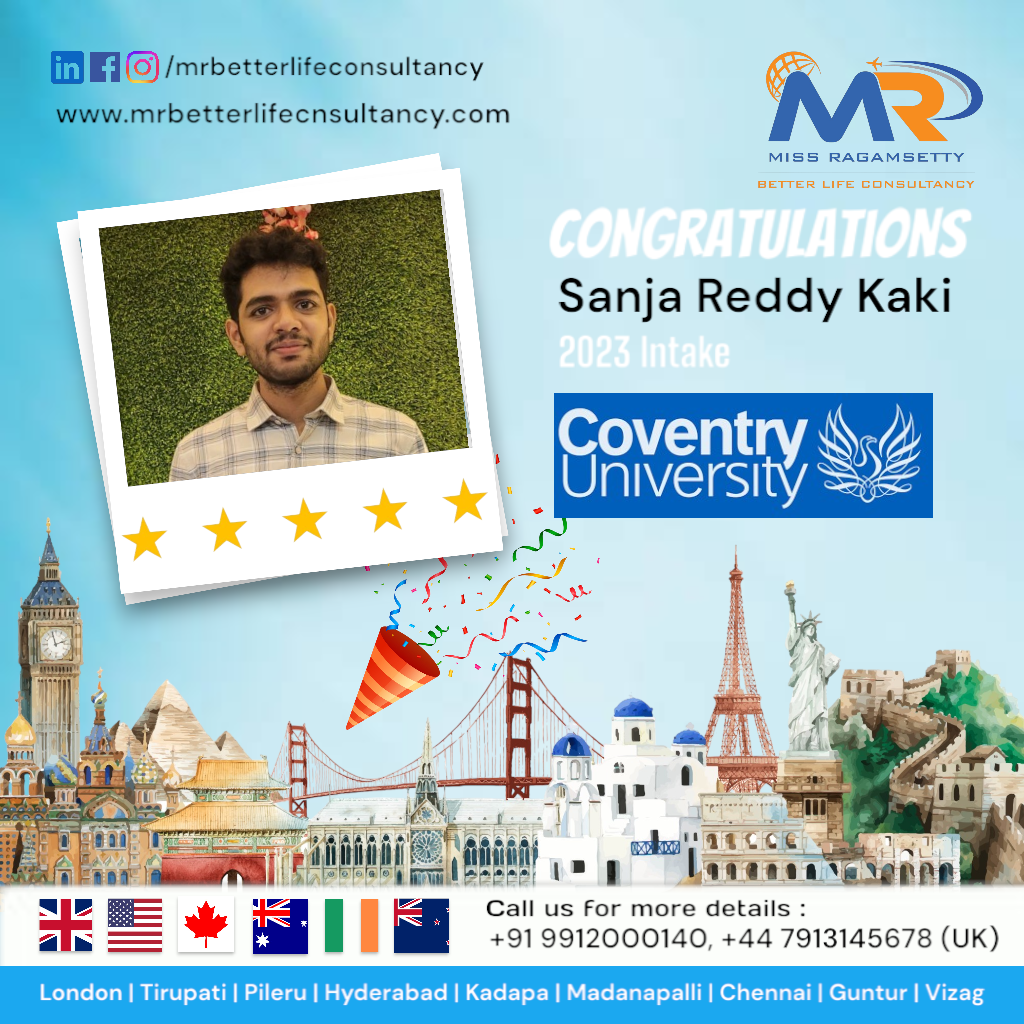 /mrbetterlifeconsultancy
www.mrbetterlifecnsultancy.com
MR
MISS RAGAMSETTY
BETTER LIFE CONSULTANCY
CONGRATULATIONS
Sanja Reddy Kaki
2023 Intake
Coventry
University
Call us for more details :
+91 9912000140, +44 7913145678 (UK)
London | Tirupati | Pileru | Hyderabad | Kadapa | Madanapalli | Chennai | Guntur | Vizag